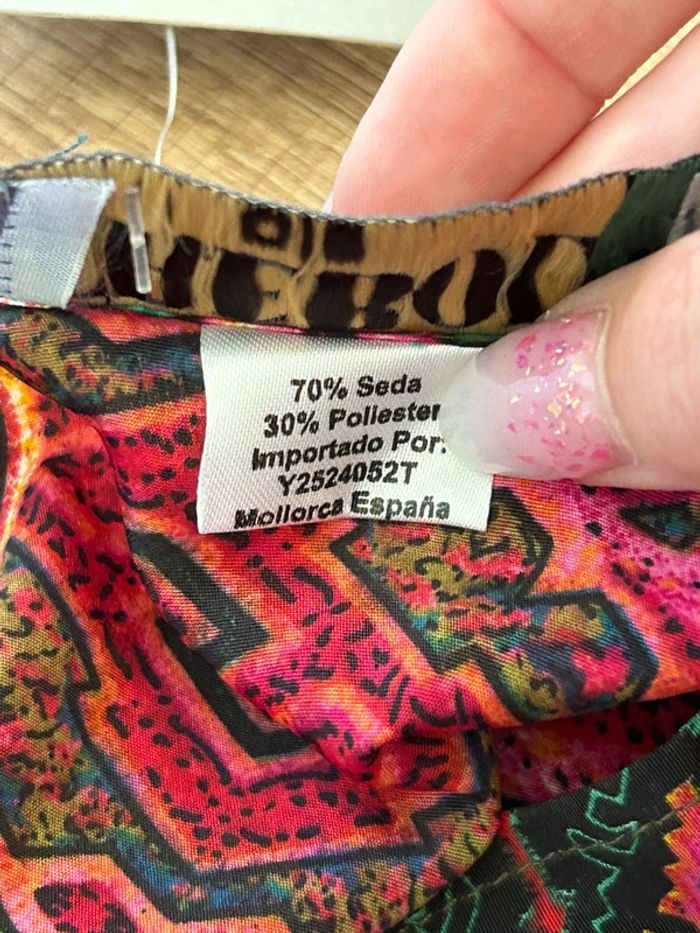 70% Seda
30% Poliester
Importado Por:
Y2524052T
Mollorca España